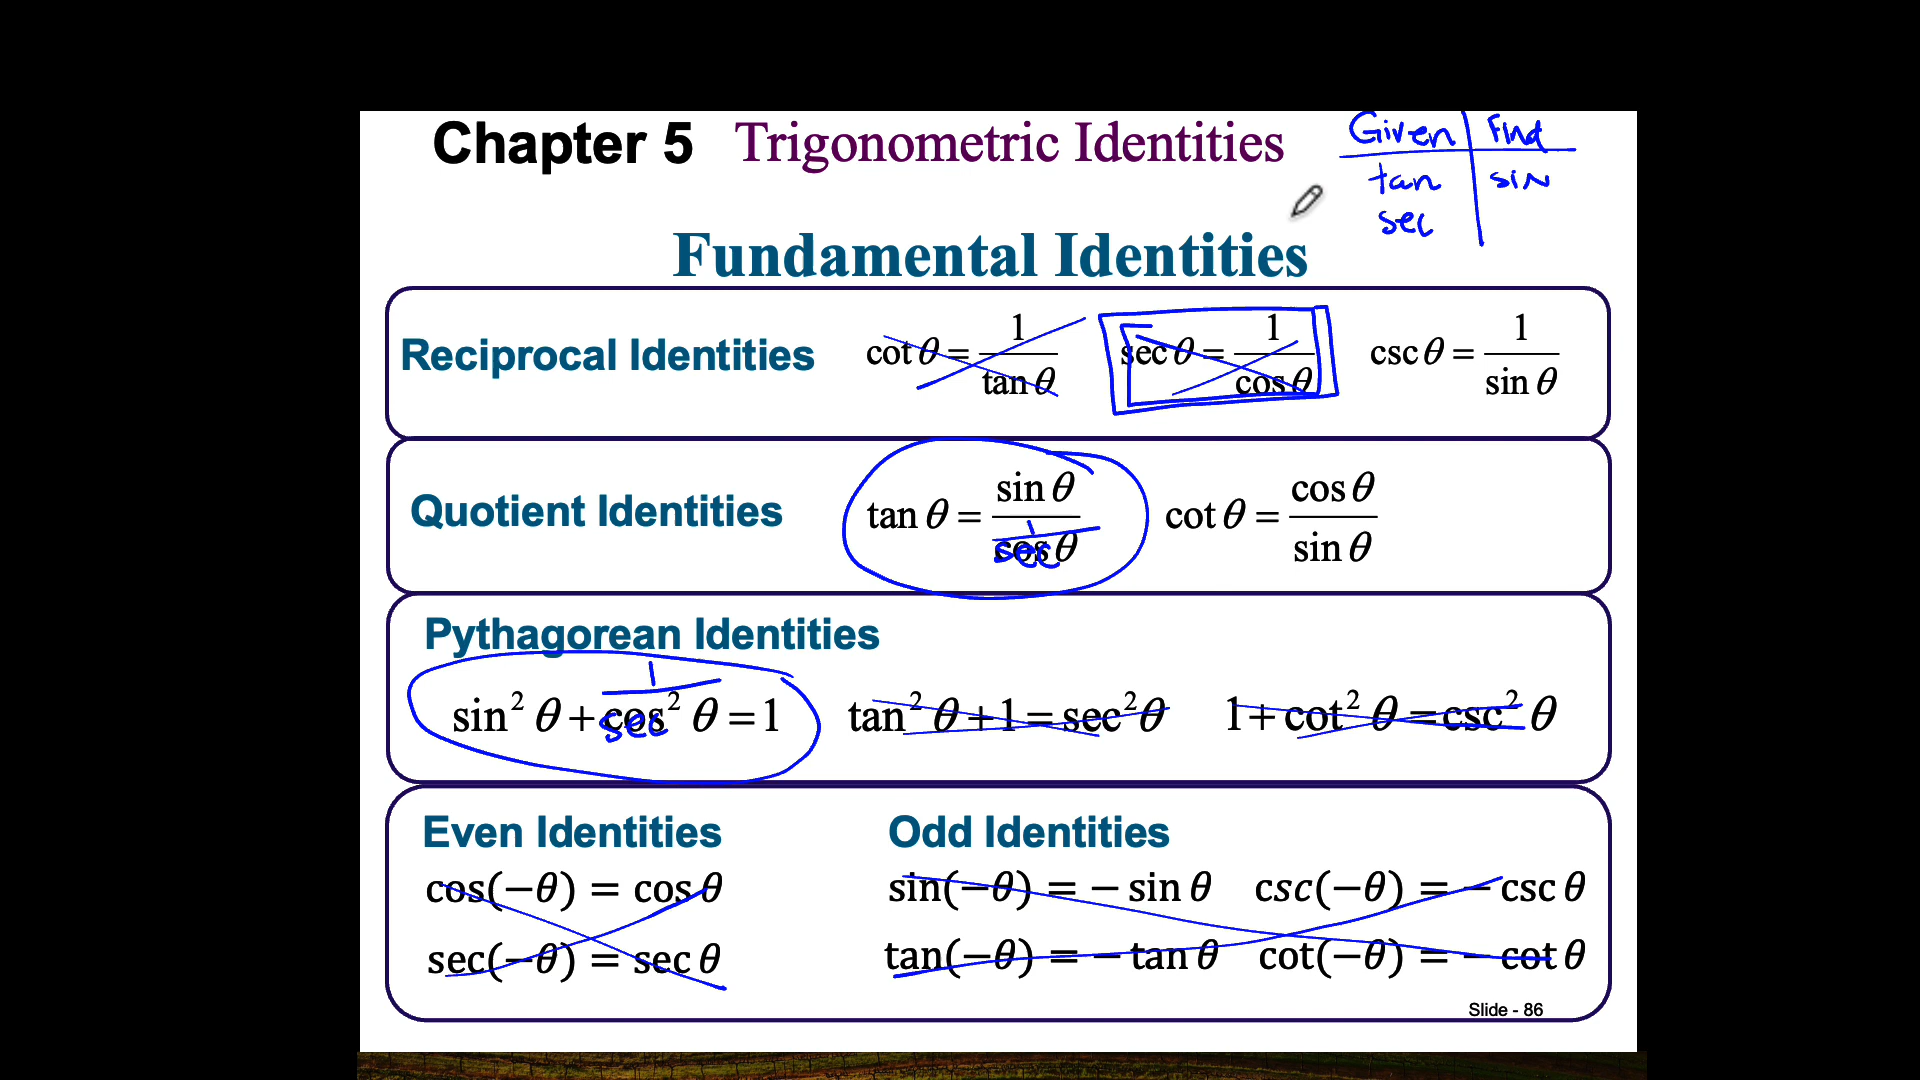 Chapter 5 Trigonometric Identities
Given Find
tan sin
sec
Fundamental Identities
Reciprocal Identities cot θ = 1/tan θ sec θ = 1/cos θ csc θ = 1/sin θ
Quotient Identities tan θ = sin θ/cos θ cot θ = cos θ/sin θ
1
sec
Pythagorean Identities
1
sin² θ + cos² θ = 1 tan² θ + 1 = sec² θ 1 + cot² θ = csc² θ
sec
Even Identities Odd Identities
cos(−θ) = cos θ sin(−θ) = − sin θ csc(−θ) = − csc θ
sec(−θ) = sec θ tan(−θ) = − tan θ cot(−θ) = − cot θ
Slide - 86